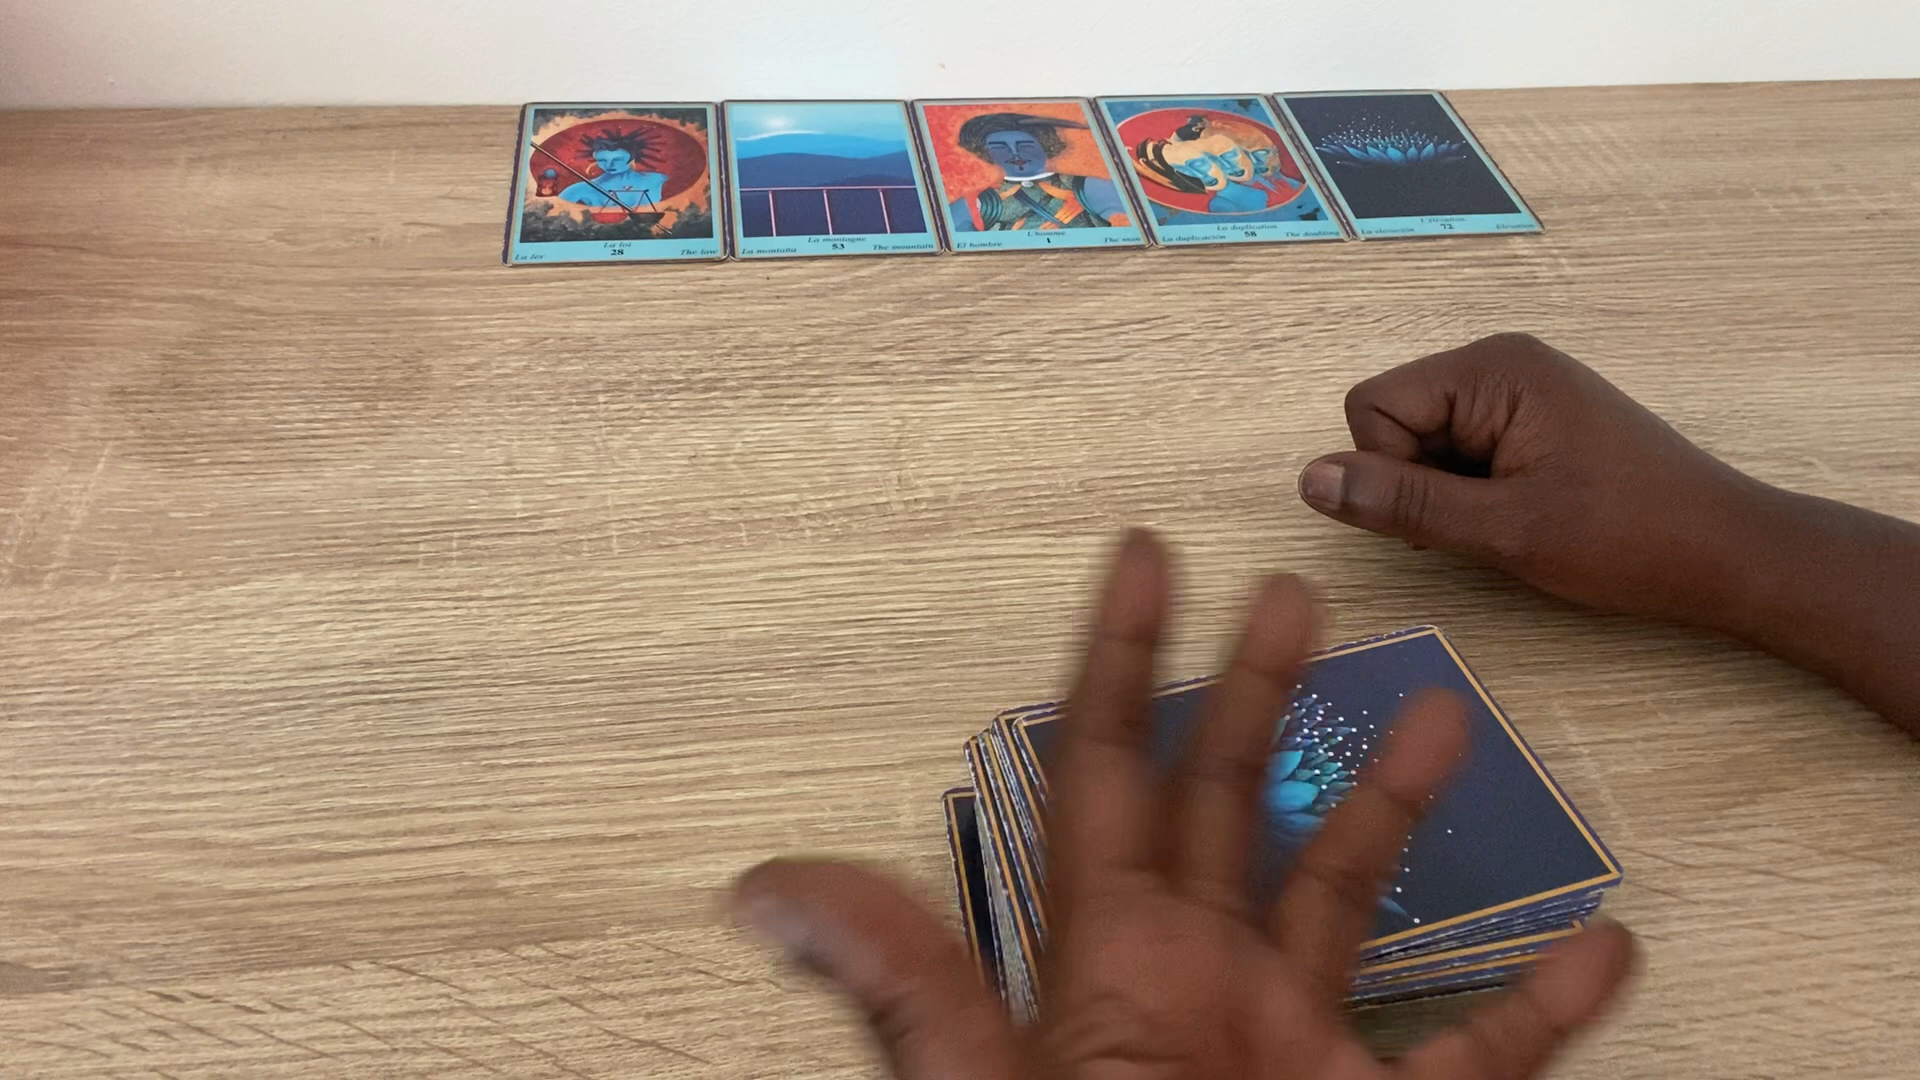 La loi
La ley 28 The law
La montagne
La montaña 53 The mountain
L'homme
El hombre 1 The man
La duplication
La duplicación 58 The doubling
L'élévation
La elevación 72 Elevation